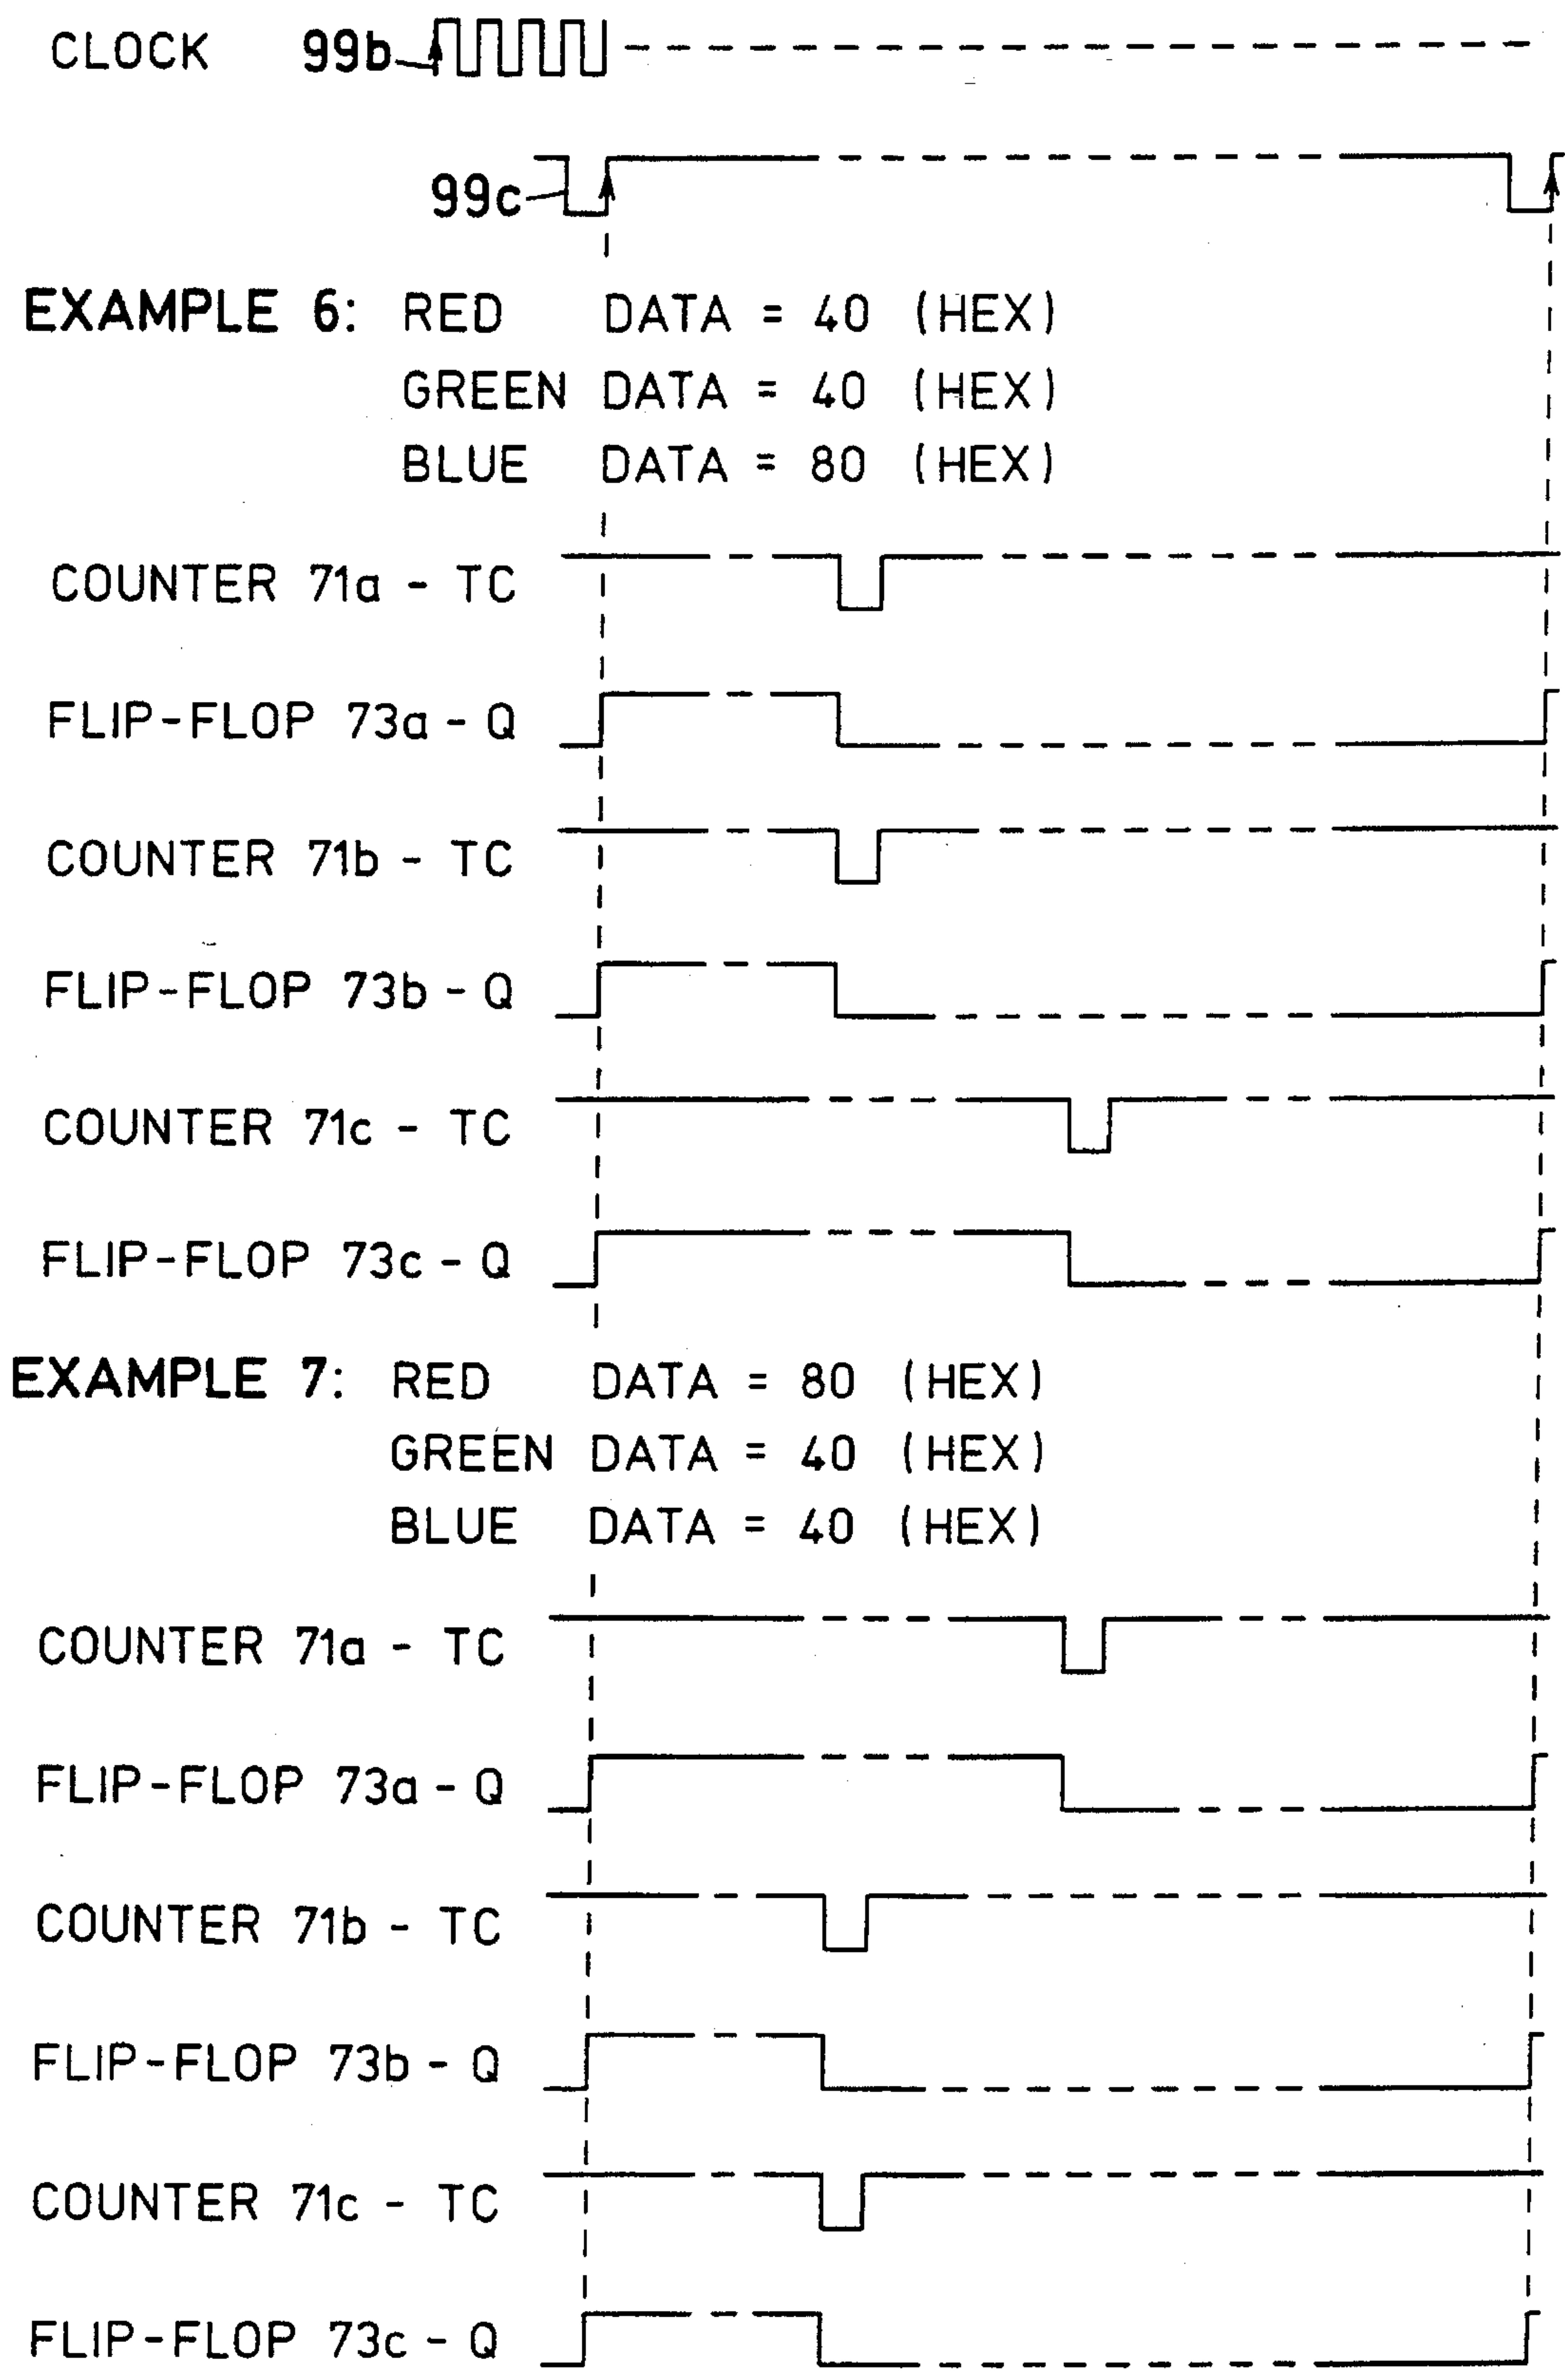 CLOCK 99b
99c
EXAMPLE 6: RED DATA = 40 (HEX)
GREEN DATA = 40 (HEX)
BLUE DATA = 80 (HEX)
COUNTER 71a - TC
FLIP-FLOP 73a - Q
COUNTER 71b - TC
FLIP-FLOP 73b - Q
COUNTER 71c - TC
FLIP-FLOP 73c - Q
EXAMPLE 7: RED DATA = 80 (HEX)
GREEN DATA = 40 (HEX)
BLUE DATA = 40 (HEX)
COUNTER 71a - TC
FLIP-FLOP 73a - Q
COUNTER 71b - TC
FLIP-FLOP 73b - Q
COUNTER 71c - TC
FLIP-FLOP 73c - Q